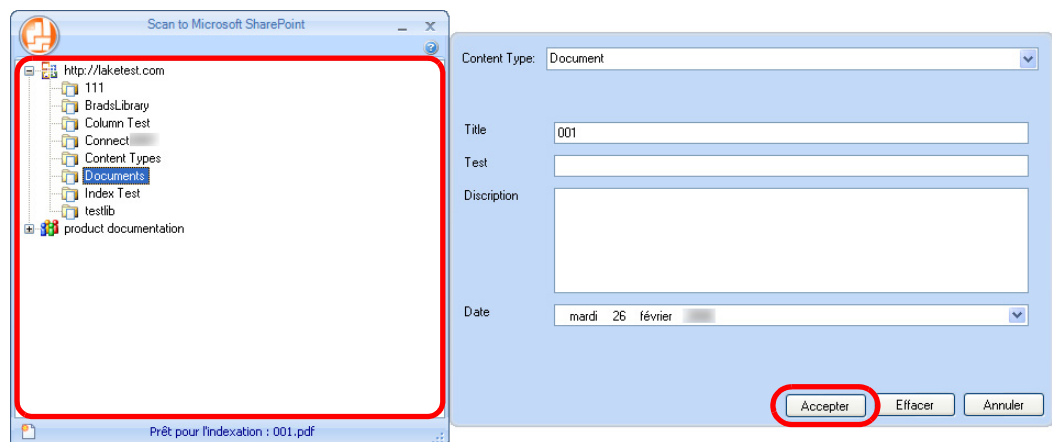 Scan to Microsoft SharePoint
http://laketest.com
111
BradsLibrary
Column Test
Connect
Content Types
Documents
Index Test
testlib
product documentation
Prêt pour l'indexation : 001.pdf
Content Type: Document
Title 001
Test
Discription
Date mardi 26 février
Accepter Effacer Annuler